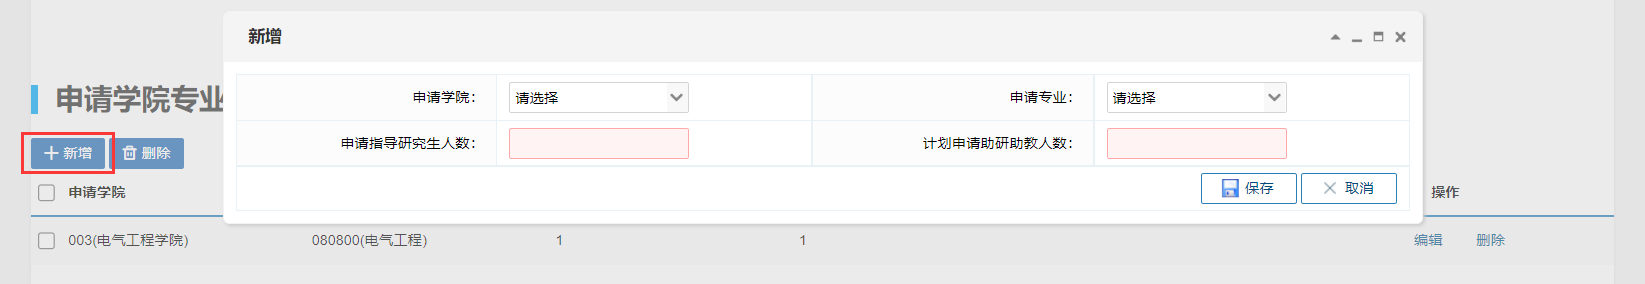 新增
申请学院专业
申请学院： 请选择 申请专业： 请选择
申请指导研究生人数： 计划申请助研助教人数：
新增 删除
保存 取消
申请学院 操作
003(电气工程学院) 080800(电气工程) 1 1 编辑 删除